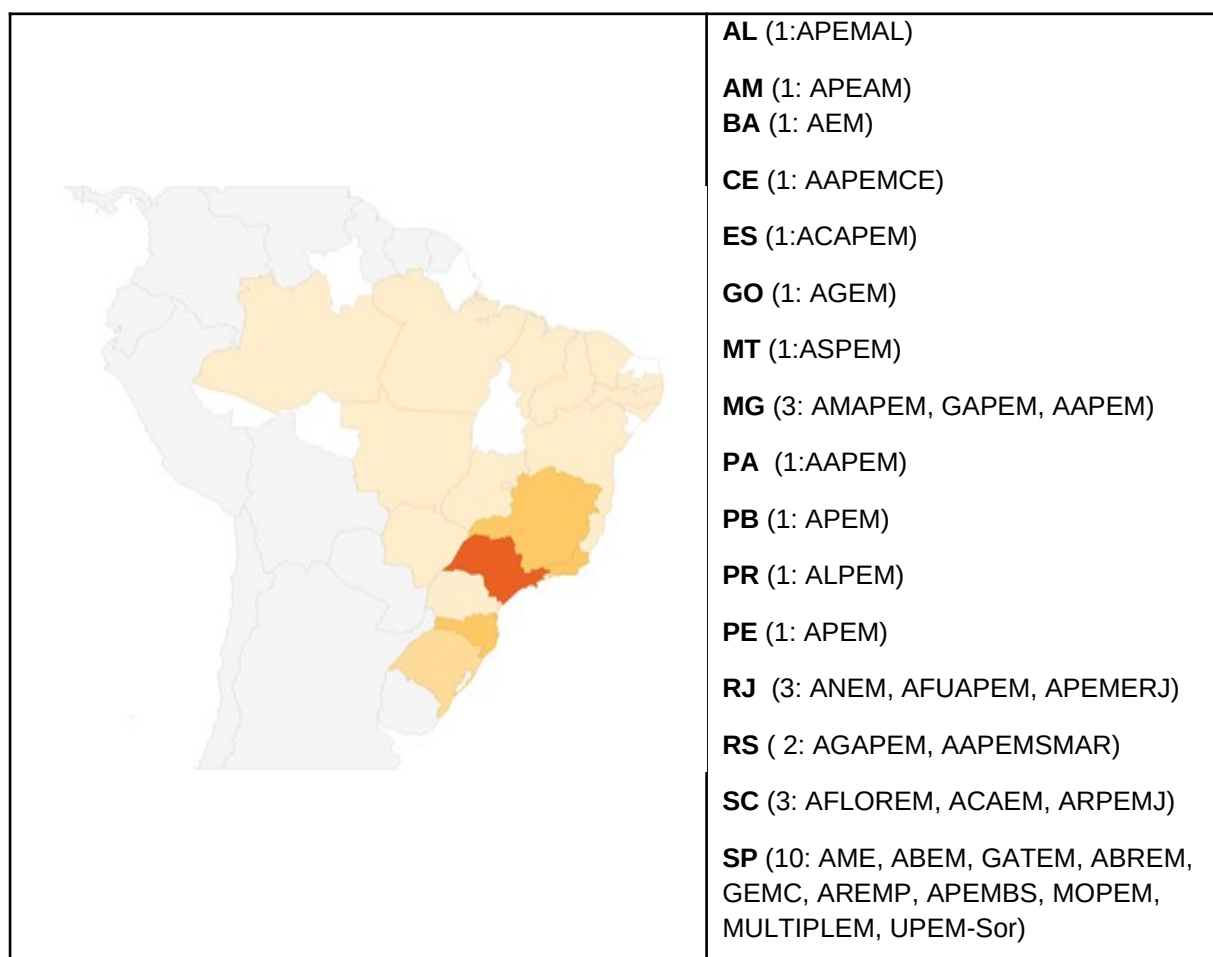 AL (1:APEMAL)
AM (1: APEAM)
BA (1: AEM)
CE (1: AAPEMCE)
ES (1:ACAPEM)
GO (1: AGEM)
MT (1:ASPEM)
MG (3: AMAPEM, GAPEM, AAPEM)
PA  (1:AAPEM)
PB (1: APEM)
PR (1: ALPEM)
PE (1: APEM)
RJ  (3: ANEM, AFUAPEM, APEMERJ)
RS ( 2: AGAPEM, AAPEMSMAR)
SC (3: AFLOREM, ACAEM, ARPEMJ)
SP (10: AME, ABEM, GATEM, ABREM,
GEMC, AREMP, APEMBS, MOPEM,
MULTIPLEM, UPEM-Sor)